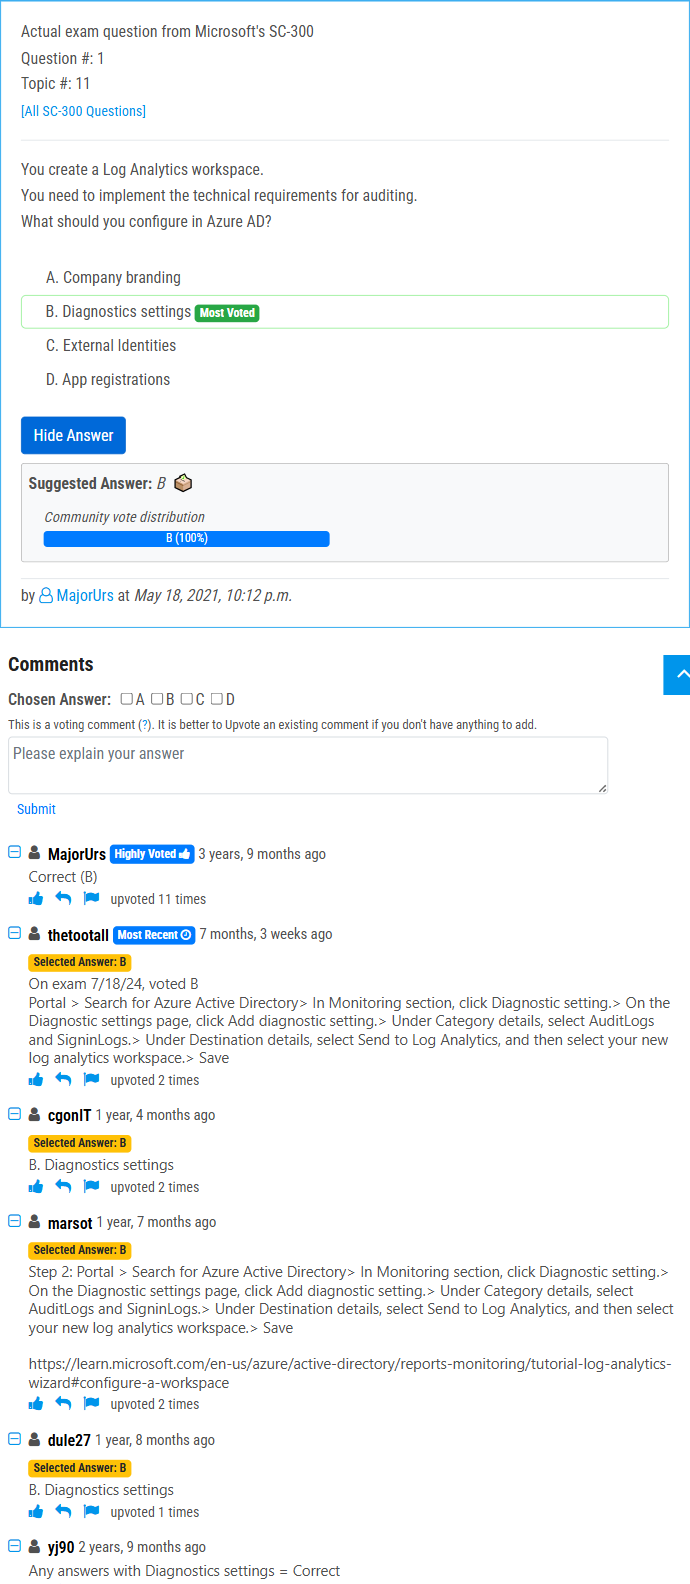 Actual exam question from Microsoft's SC-300
Question #: 1
Topic #: 11
[All SC-300 Questions]
You create a Log Analytics workspace.
You need to implement the technical requirements for auditing.
What should you configure in Azure AD?
A. Company branding
B. Diagnostics settings Most Voted
C. External Identities
D. App registrations
Hide Answer
Suggested Answer: B
Community vote distribution
B (100%)
by MajorUrs at May 18, 2021, 10:12 p.m.
Comments
Chosen Answer: A B C D
This is a voting comment (?). It is better to Upvote an existing comment if you don't have anything to add.
Please explain your answer
Submit
MajorUrs Highly Voted 3 years, 9 months ago
Correct (B)
upvoted 11 times
thetootall Most Recent 7 months, 3 weeks ago
Selected Answer: B
On exam 7/18/24, voted B
Portal > Search for Azure Active Directory> In Monitoring section, click Diagnostic setting.> On the
Diagnostic settings page, click Add diagnostic setting.> Under Category details, select AuditLogs
and SigninLogs.> Under Destination details, select Send to Log Analytics, and then select your new
log analytics workspace.> Save
upvoted 2 times
cgonIT 1 year, 4 months ago
Selected Answer: B
B. Diagnostics settings
upvoted 2 times
marsot 1 year, 7 months ago
Selected Answer: B
Step 2: Portal > Search for Azure Active Directory> In Monitoring section, click Diagnostic setting.>
On the Diagnostic settings page, click Add diagnostic setting.> Under Category details, select
AuditLogs and SigninLogs.> Under Destination details, select Send to Log Analytics, and then select
your new log analytics workspace.> Save
https://learn.microsoft.com/en-us/azure/active-directory/reports-monitoring/tutorial-log-analytics-
wizard#configure-a-workspace
upvoted 2 times
dule27 1 year, 8 months ago
Selected Answer: B
B. Diagnostics settings
upvoted 1 times
yj90 2 years, 9 months ago
Any answers with Diagnostics settings = Correct